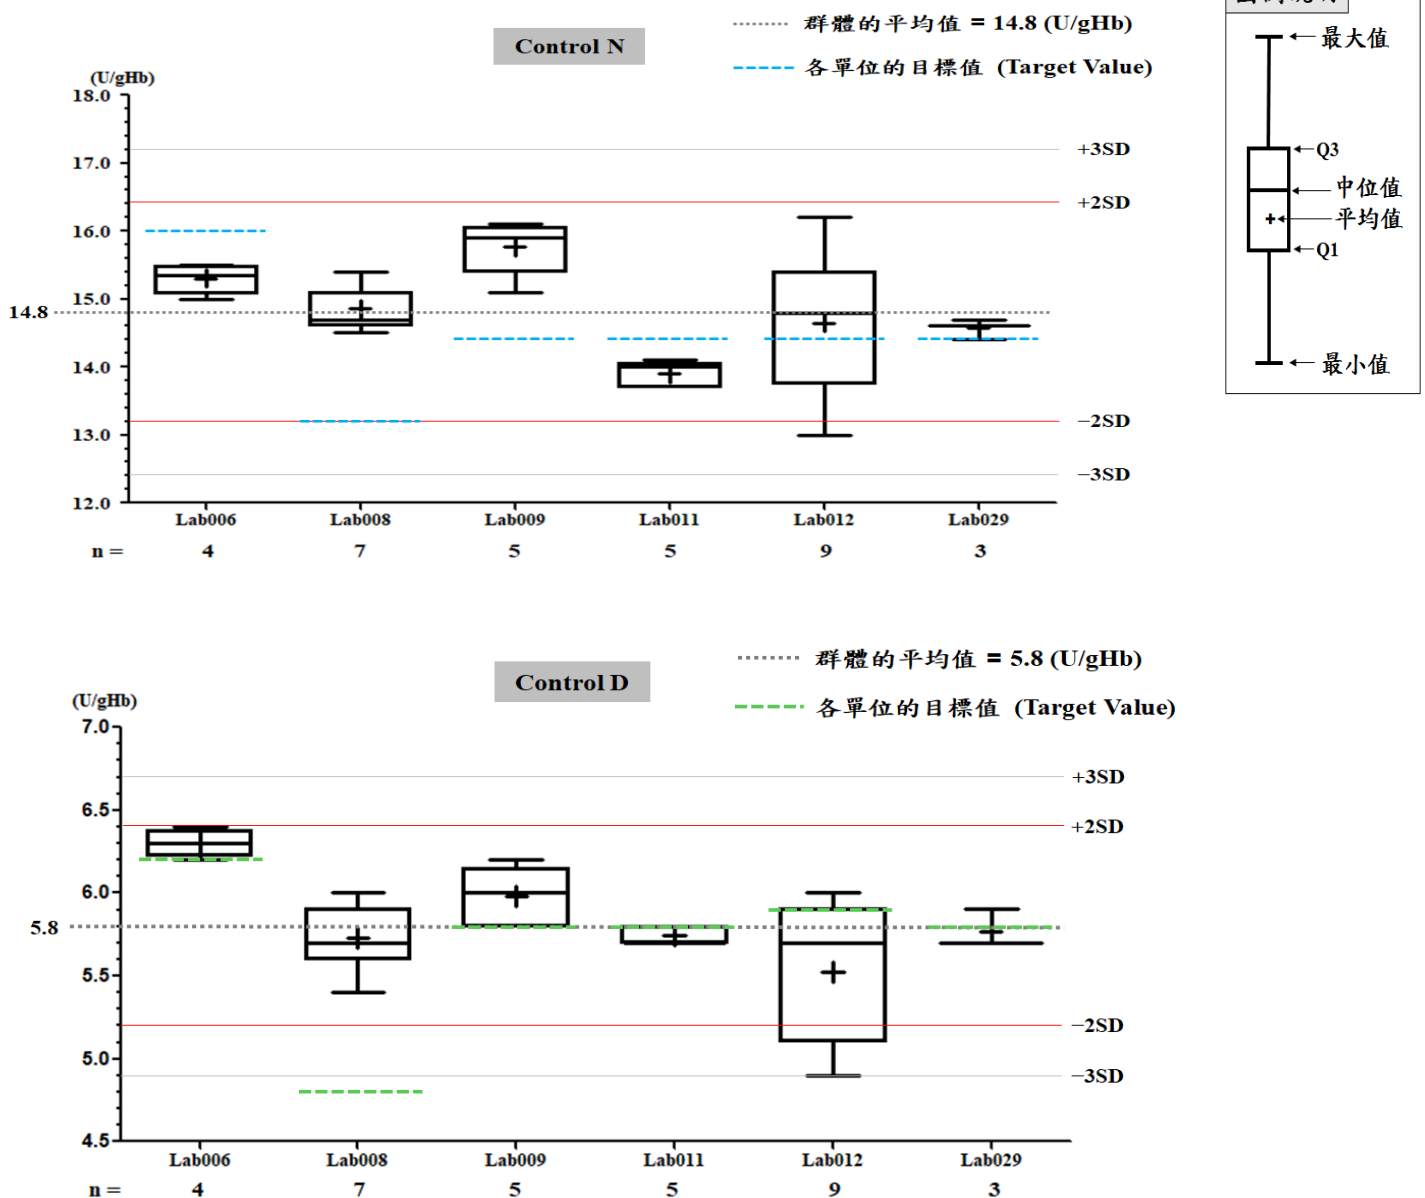 最大值
Q3
中位值
平均值
Q1
最小值
Control N
群體的平均值 = 14.8 (U/gHb)
各單位的目標值 (Target Value)
(U/gHb)
18.0
+3SD
17.0
+2SD
16.0
15.0
14.8
14.0
−2SD
13.0
−3SD
12.0
Lab006 Lab008 Lab009 Lab011 Lab012 Lab029
n = 4 7 5 5 9 3
Control D
群體的平均值 = 5.8 (U/gHb)
各單位的目標值 (Target Value)
(U/gHb)
7.0
+3SD
6.5
+2SD
6.0
5.8
5.5
−2SD
5.0
−3SD
4.5
Lab006 Lab008 Lab009 Lab011 Lab012 Lab029
n = 4 7 5 5 9 3